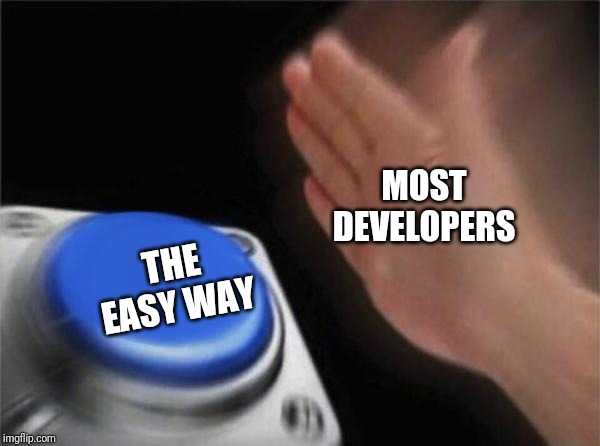 MOST
DEVELOPERS
THE
EASY WAY
imgflip.com